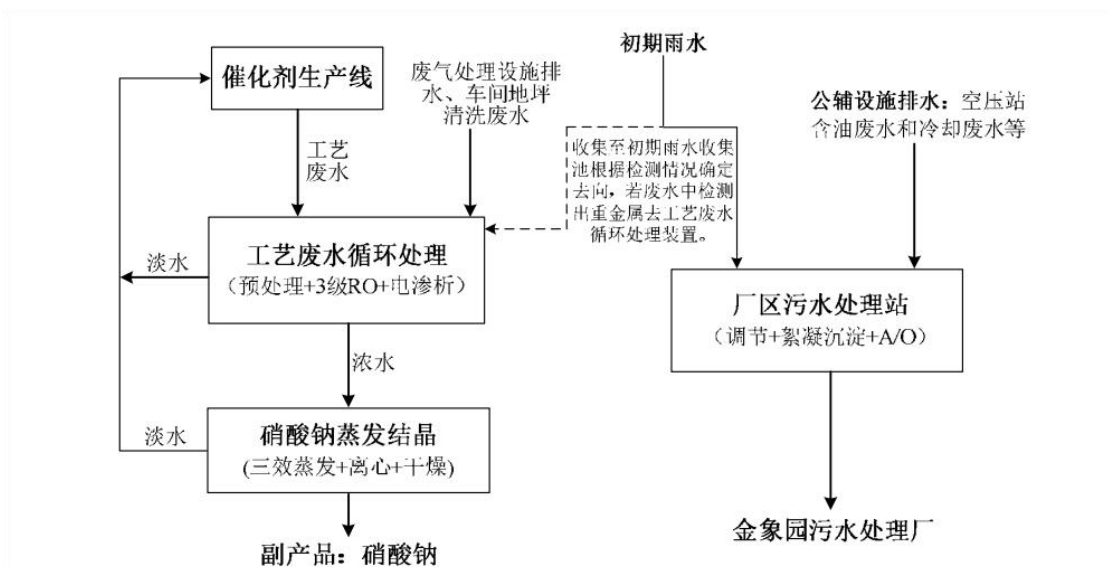 初期雨水
催化剂生产线
废气处理设施排
水、车间地坪
清洗废水
公辅设施排水：空压站
含油废水和冷却废水等
工艺
废水
收集至初期雨水收集
池根据检测情况确定
去向，若废水中检测
出重金属去工艺废水
循环处理装置。
工艺废水循环处理
（预处理+3级RO+电渗析）
淡水
厂区污水处理站
（调节+絮凝沉淀+A/O）
浓水
硝酸钠蒸发结晶
(三效蒸发+离心+干燥)
淡水
金象园污水处理厂
副产品：硝酸钠